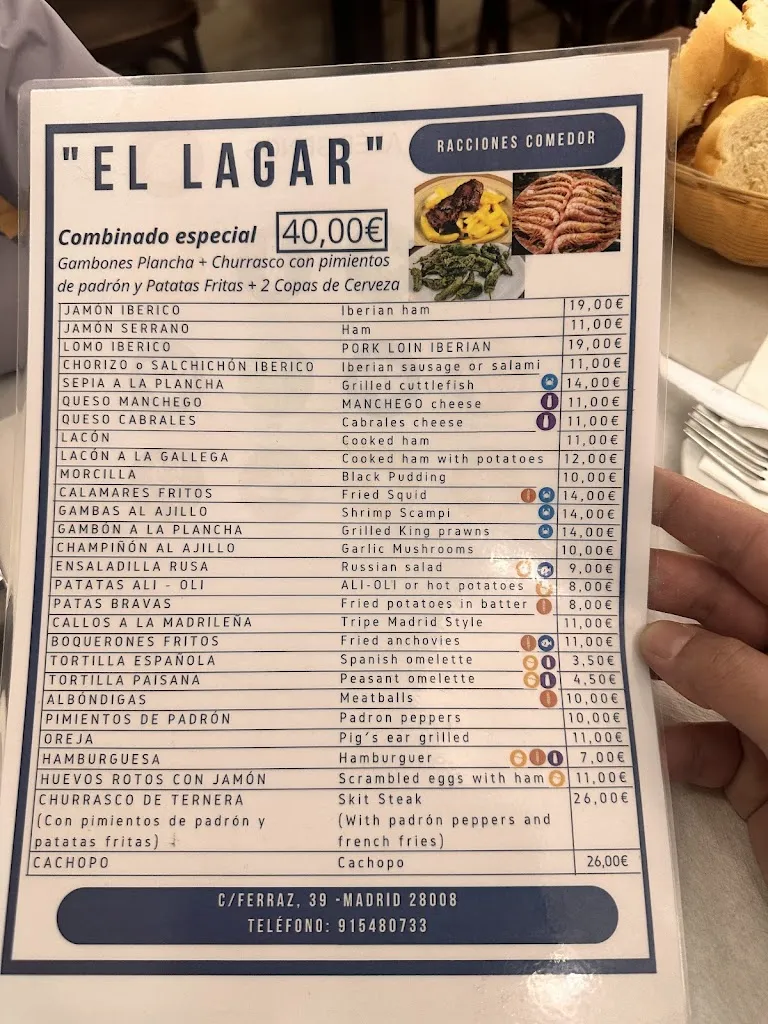 "EL LAGAR"
RACCIONES COMEDOR
Combinado especial 40,00€
Gambones Plancha + Churrasco con pimientos
de padrón y Patatas Fritas + 2 Copas de Cerveza
JAMÓN IBERICO Iberian ham 19,00€
JAMÓN SERRANO Ham 11,00€
LOMO IBERICO PORK LOIN IBERIAN 19,00€
CHORIZO o SALCHICHÓN IBERICO Iberian sausage or salami 11,00€
SEPIA A LA PLANCHA Grilled cuttlefish 14,00€
QUESO MANCHEGO MANCHEGO cheese 11,00€
QUESO CABRALES Cabrales cheese 11,00€
LACÓN Cooked ham 11,00€
LACÓN A LA GALLEGA Cooked ham with potatoes 12,00€
MORCILLA Black Pudding 10,00€
CALAMARES FRITOS Fried Squid 14,00€
GAMBAS AL AJILLO Shrimp Scampi 14,00€
GAMBÓN A LA PLANCHA Grilled King prawns 14,00€
CHAMPIÑÓN AL AJILLO Garlic Mushrooms 10,00€
ENSALADILLA RUSA Russian salad 9,00€
PATATAS ALI - OLI ALI-OLI or hot potatoes 8,00€
PATAS BRAVAS Fried potatoes in batter 8,00€
CALLOS A LA MADRILEÑA Tripe Madrid Style 11,00€
BOQUERONES FRITOS Fried anchovies 11,00€
TORTILLA ESPAÑOLA Spanish omelette 3,50€
TORTILLA PAISANA Peasant omelette 4,50€
ALBÓNDIGAS Meatballs 10,00€
PIMIENTOS DE PADRÓN Padron peppers 10,00€
OREJA Pig's ear grilled 11,00€
HAMBURGUESA Hamburguer 7,00€
HUEVOS ROTOS CON JAMÓN Scrambled eggs with ham 11,00€
CHURRASCO DE TERNERA Skit Steak 26,00€
(Con pimientos de padrón y (With padrón peppers and
patatas fritas) french fries)
CACHOPO Cachopo 26,00€
C/FERRAZ, 39 -MADRID 28008
TELÉFONO: 915480733